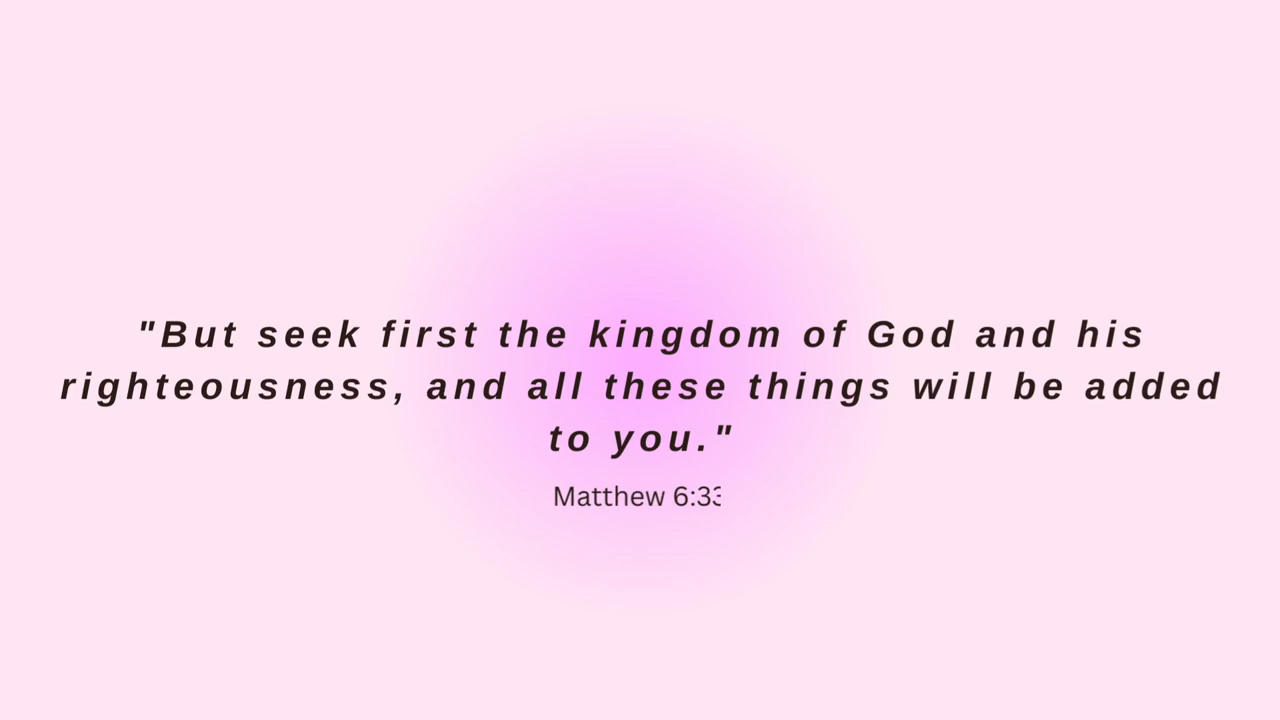 "But seek first the kingdom of God and his
righteousness, and all these things will be added
to you."
Matthew 6:33